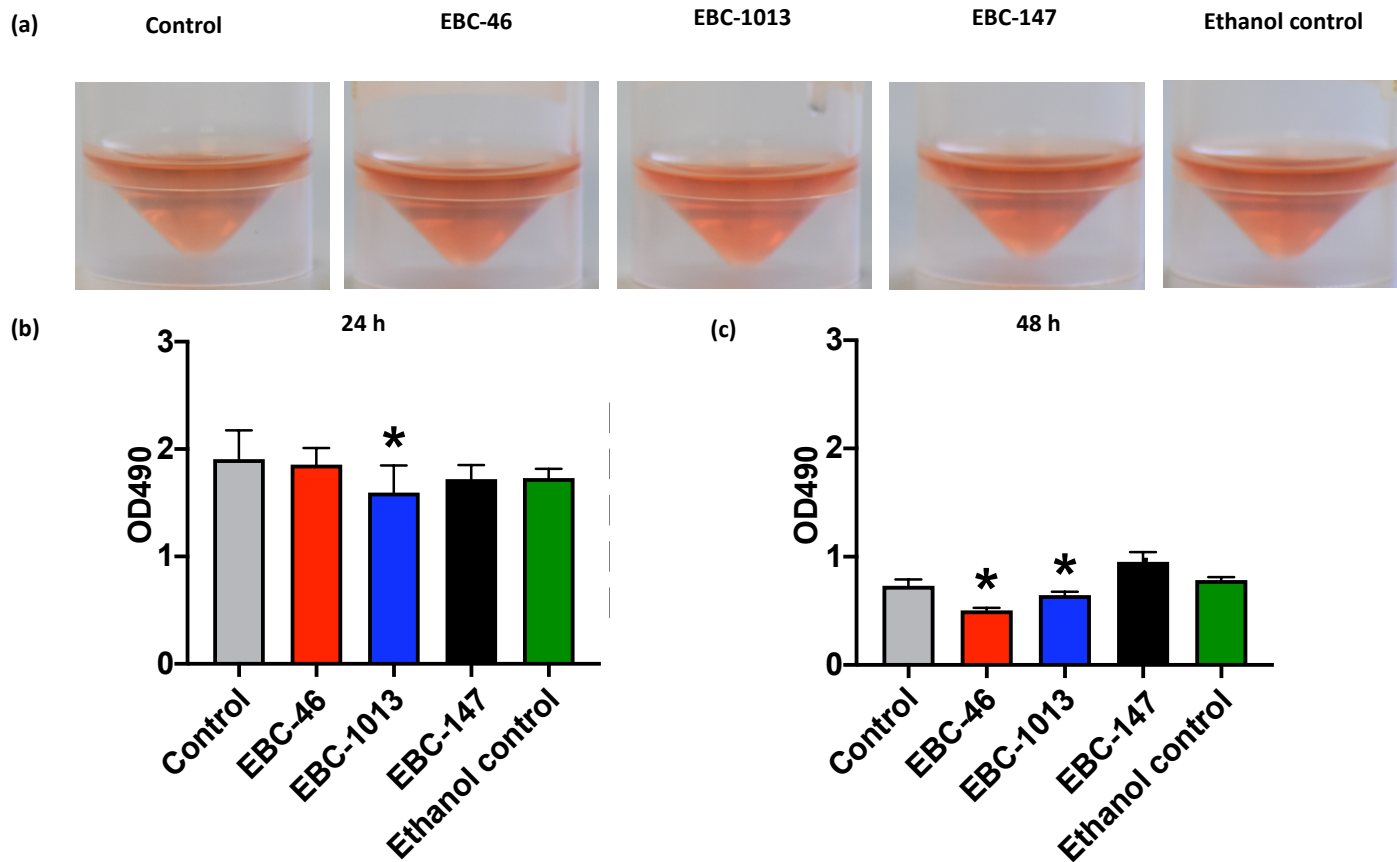 (a) Control EBC-46 EBC-1013 EBC-147 Ethanol control
(b) 24 h
3
2
1
0
OD490
*
Control
EBC-46
EBC-1013
EBC-147
Ethanol control
(c) 48 h
3
2
1
0
OD490
* *
Control
EBC-46
EBC-1013
EBC-147
Ethanol control